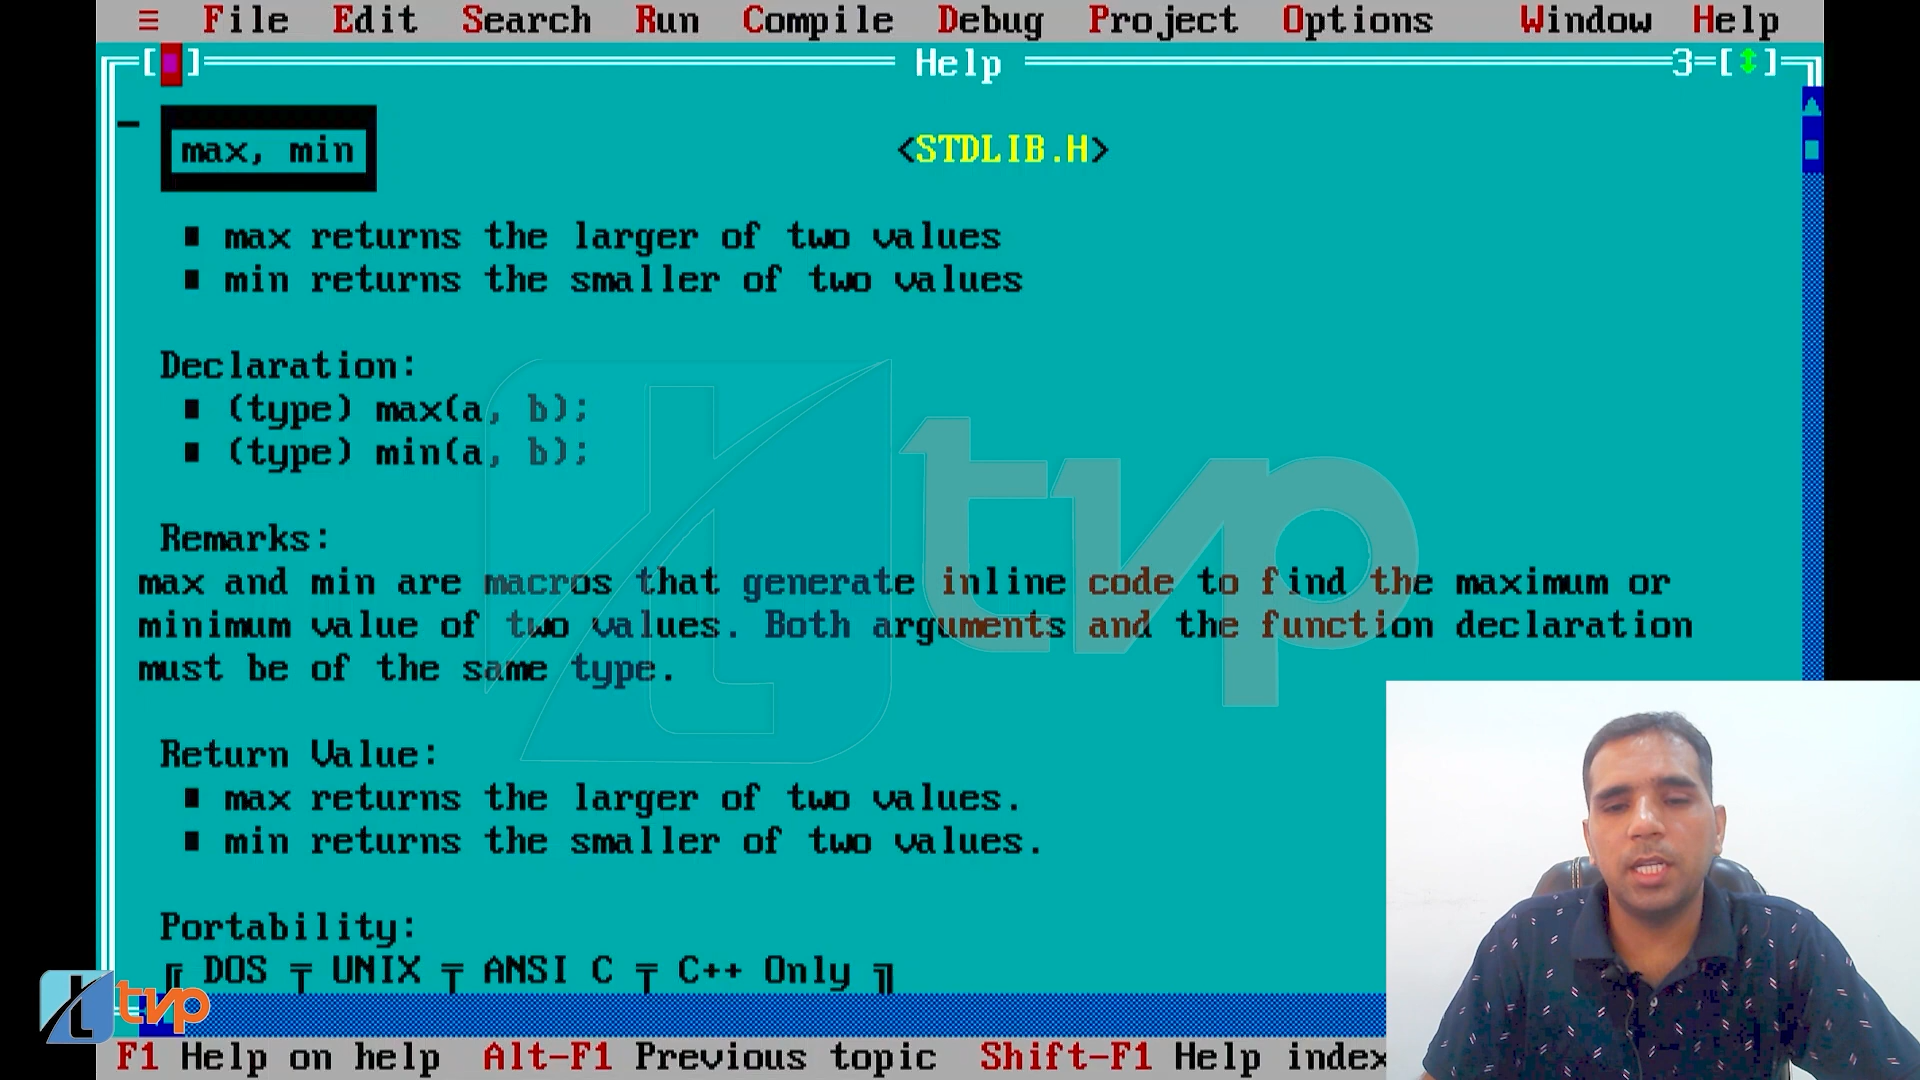 ≡ File Edit Search Run Compile Debug Project Options Window Help
[■] Help 3=[↕]
max, min <STDLIB.H>
▪ max returns the larger of two values
▪ min returns the smaller of two values
Declaration:
▪ (type) max(a, b);
▪ (type) min(a, b);
Remarks:
max and min are macros that generate inline code to find the maximum or
minimum value of two values. Both arguments and the function declaration
must be of the same type.
Return Value:
▪ max returns the larger of two values.
▪ min returns the smaller of two values.
Portability:
╔ DOS ╤ UNIX ╤ ANSI C ╤ C++ Only ╗
F1 Help on help Alt-F1 Previous topic Shift-F1 Help index
tvp
tvp